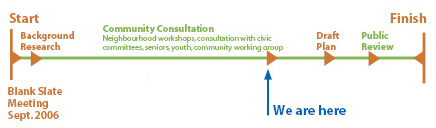 Start
Finish
Community Consultation
Background
Research
Neighbourhood workshops, consultation with civic
committees, seniors, youth, community working group
Draft
Plan
Public
Review
Blank Slate
Meeting
Sept. 2006
We are here